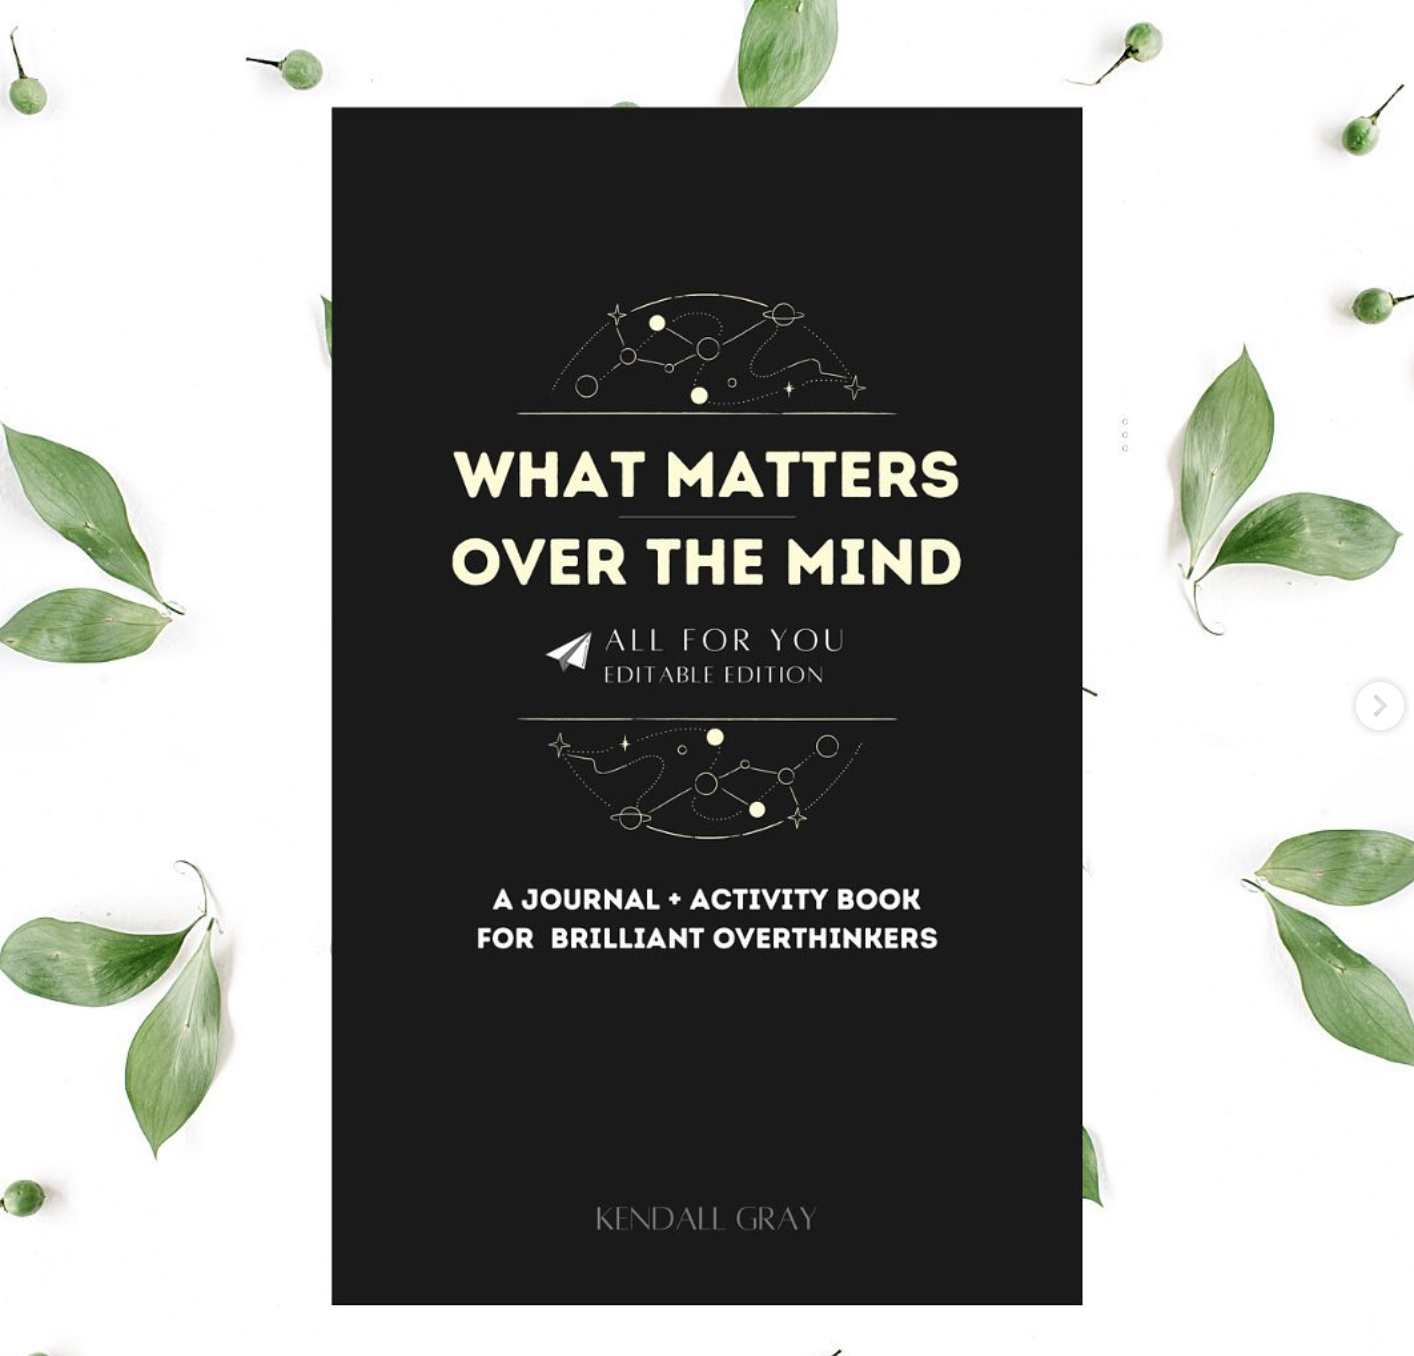 WHAT MATTERS
OVER THE MIND
ALL FOR YOU
EDITABLE EDITION
A JOURNAL + ACTIVITY BOOK
FOR BRILLIANT OVERTHINKERS
KENDALL GRAY